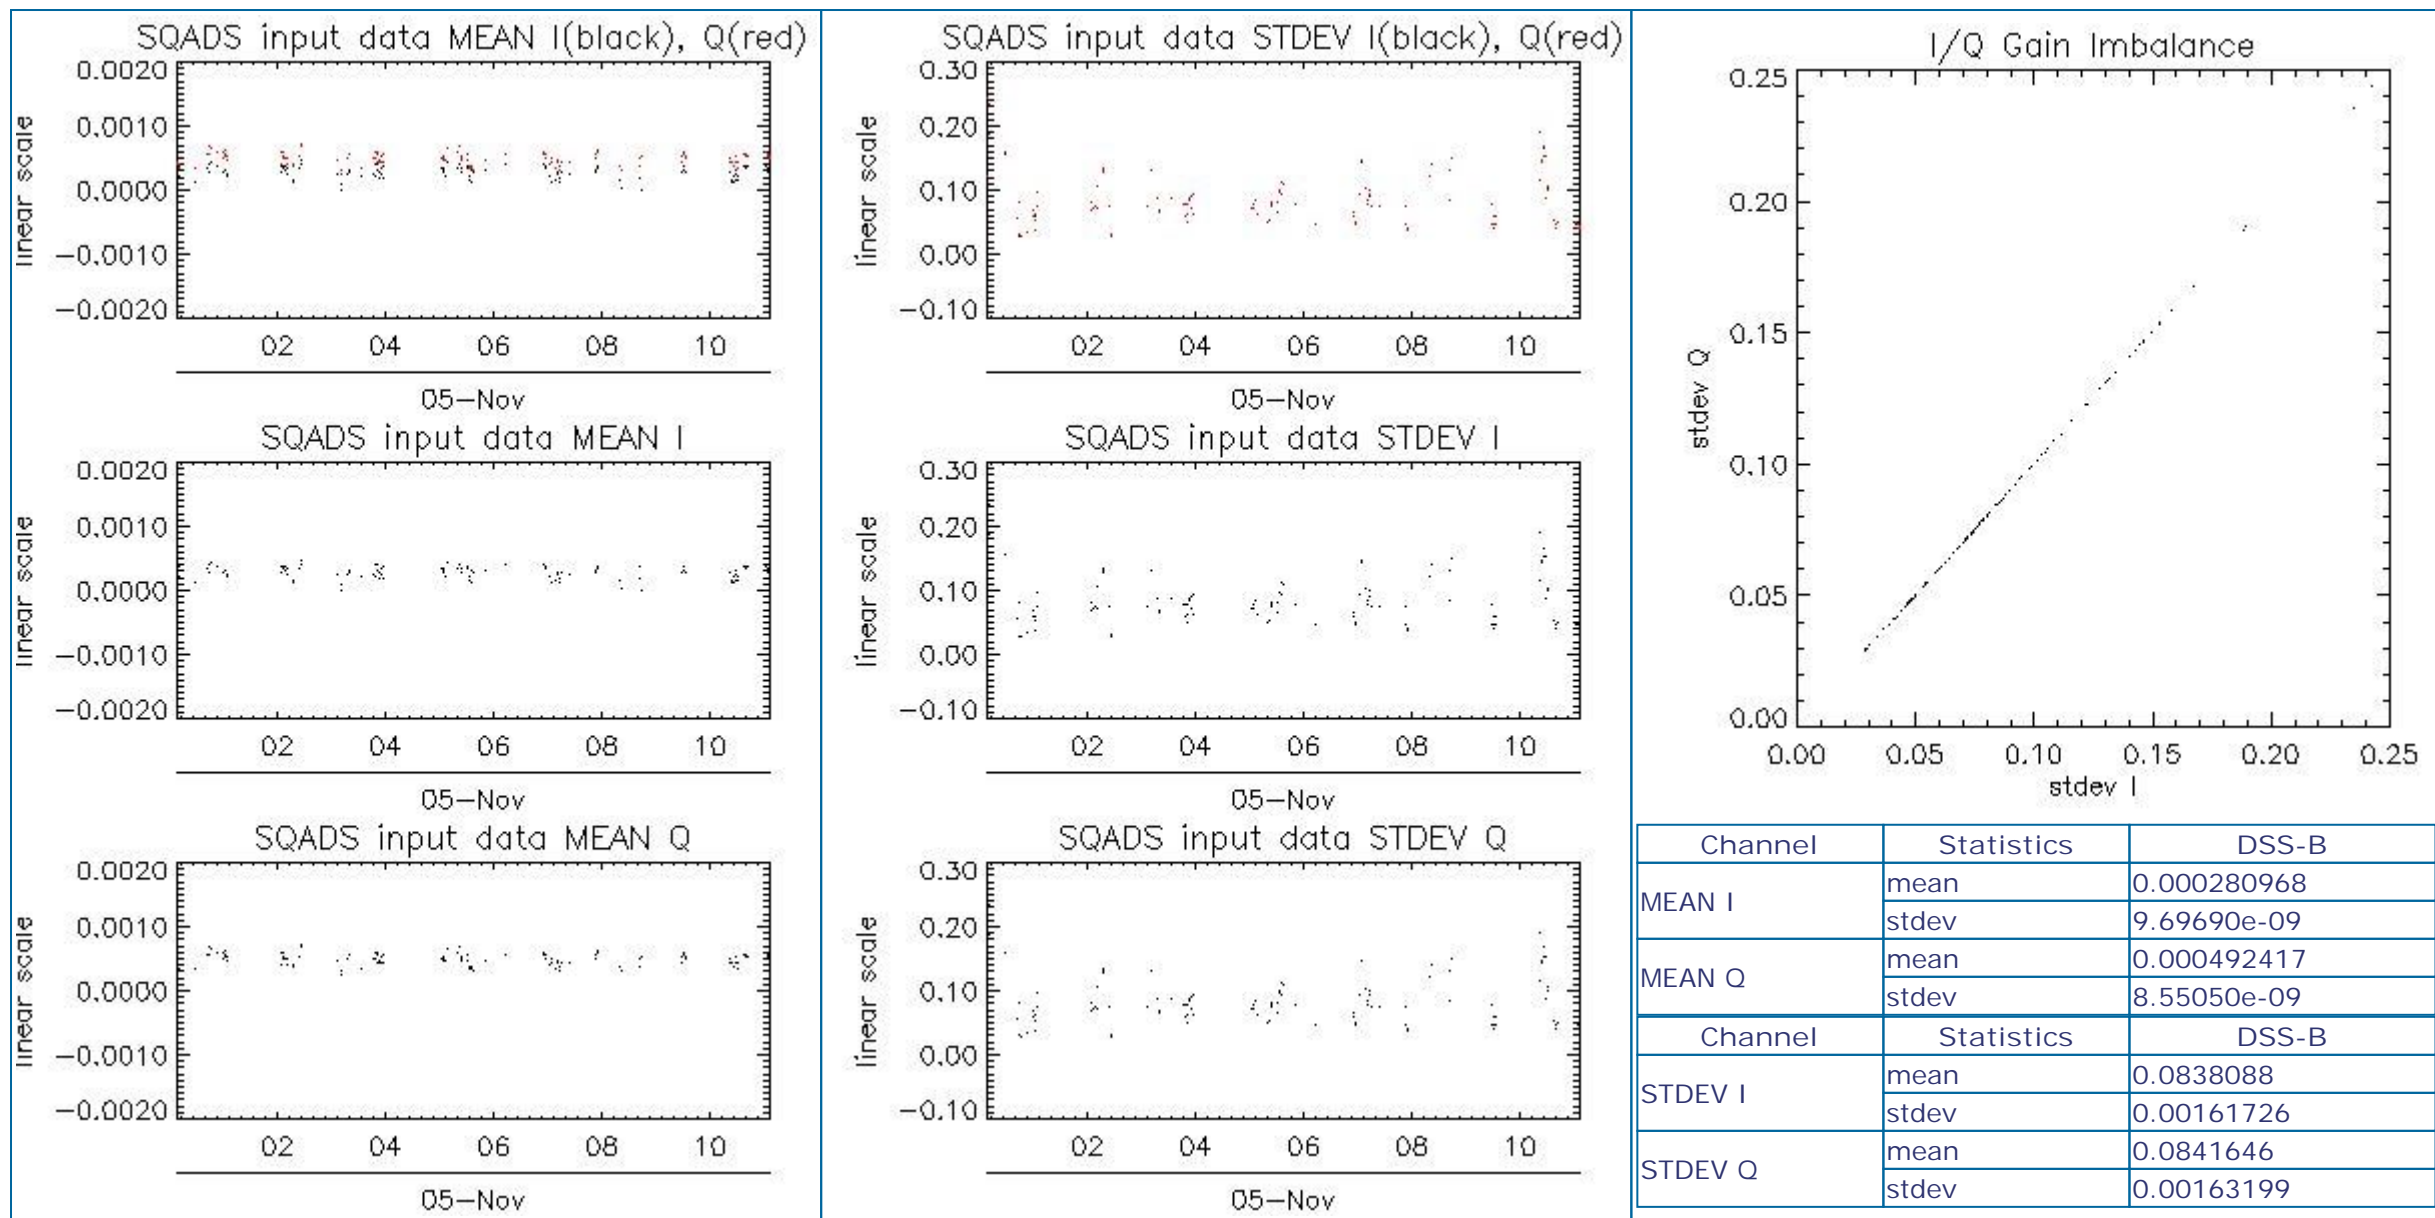 SQADS input data MEAN I(black), Q(red)
linear scale
0.0020
0.0010
0.0000
−0.0010
−0.0020
02 04 06 08 10
05−Nov
SQADS input data MEAN I
linear scale
0.0020
0.0010
0.0000
−0.0010
−0.0020
02 04 06 08 10
05−Nov
SQADS input data MEAN Q
linear scale
0.0020
0.0010
0.0000
−0.0010
−0.0020
02 04 06 08 10
05−Nov
SQADS input data STDEV I(black), Q(red)
linear scale
0.30
0.20
0.10
0.00
−0.10
02 04 06 08 10
05−Nov
SQADS input data STDEV I
linear scale
0.30
0.20
0.10
0.00
−0.10
02 04 06 08 10
05−Nov
SQADS input data STDEV Q
linear scale
0.30
0.20
0.10
0.00
−0.10
02 04 06 08 10
05−Nov
I/Q Gain Imbalance
stdev Q
0.25
0.20
0.15
0.10
0.05
0.00
0.00 0.05 0.10 0.15 0.20 0.25
stdev I
Channel Statistics DSS-B
MEAN I
mean 0.000280968
stdev 9.69690e-09
MEAN Q
mean 0.000492417
stdev 8.55050e-09
Channel Statistics DSS-B
STDEV I
mean 0.0838088
stdev 0.00161726
STDEV Q
mean 0.0841646
stdev 0.00163199